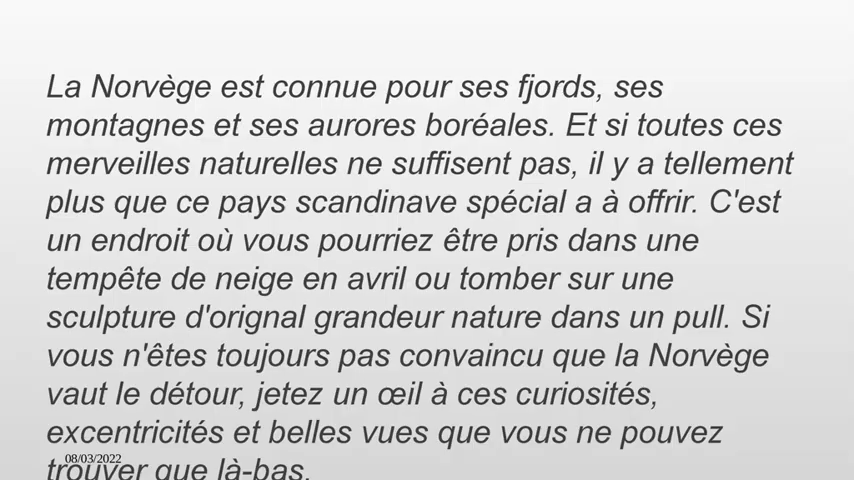 La Norvège est connue pour ses fjords, ses
montagnes et ses aurores boréales. Et si toutes ces
merveilles naturelles ne suffisent pas, il y a tellement
plus que ce pays scandinave spécial a à offrir. C'est
un endroit où vous pourriez être pris dans une
tempête de neige en avril ou tomber sur une
sculpture d'orignal grandeur nature dans un pull. Si
vous n'êtes toujours pas convaincu que la Norvège
vaut le détour, jetez un œil à ces curiosités,
excentricités et belles vues que vous ne pouvez
trouver que là-bas.
08/03/2022